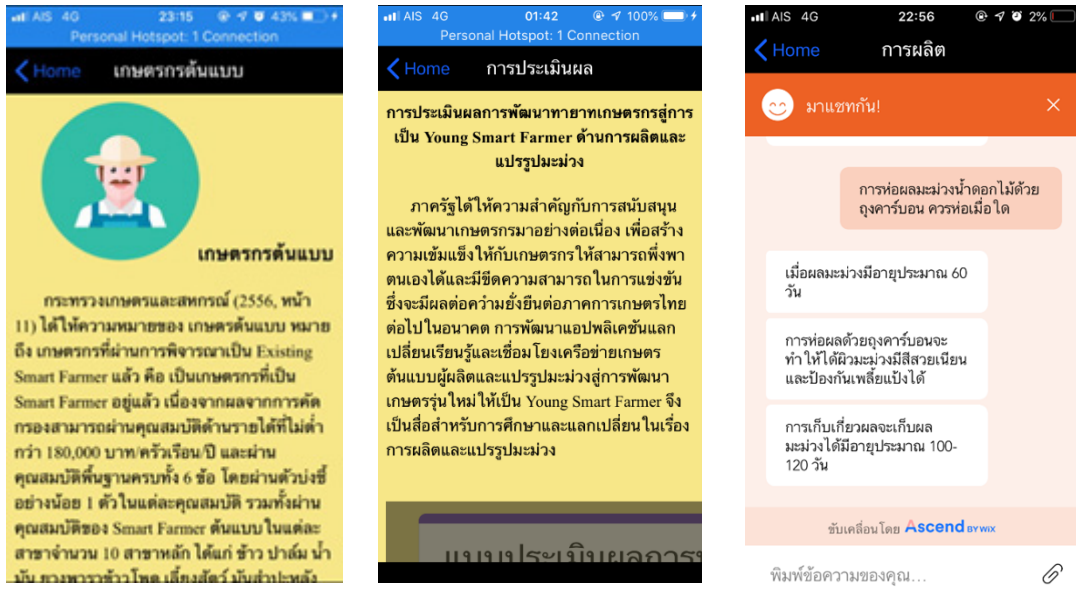 AIS 4G 23:15 43%
Personal Hotspot: 1 Connection
Home เกษตรกรต้นแบบ
เกษตรกรต้นแบบ
กระทรวงเกษตรและสหกรณ์ (2556, หน้า
11) ได้ให้ความหมายของ เกษตรต้นแบบ หมาย
ถึง เกษตรกรที่ผ่านการพิจารณาเป็น Existing
Smart Farmer แล้ว คือ เป็นเกษตรกรที่เป็น
Smart Farmer อยู่แล้ว เนื่องจากผลจากการคัด
กรองสามารถผ่านคุณสมบัติด้านรายได้ที่ไม่ต่ำ
กว่า 180,000 บาท/ครัวเรือน/ปี และผ่าน
คุณสมบัติพื้นฐานครบทั้ง 6 ข้อ โดยผ่านตัวบ่งชี้
อย่างน้อย 1 ตัวในแต่ละคุณสมบัติ รวมทั้งผ่าน
คุณสมบัติของ Smart Farmer ต้นแบบในแต่ละ
สาขาจำนวน 10 สาขาหลัก ได้แก่ ข้าว ปาล์ม น้ำ
มัน ยางพาราข้าวโพด เลี้ยงสัตว์ มันสำปะหลัง
AIS 4G 01:42 100%
Personal Hotspot: 1 Connection
Home การประเมินผล
การประเมินผลการพัฒนาทายาทเกษตรกรสู่การ
เป็น Young Smart Farmer ด้านการผลิตและ
แปรรูปมะม่วง
ภาครัฐได้ให้ความสำคัญกับการสนับสนุน
และพัฒนาเกษตรกรมาอย่างต่อเนื่อง เพื่อสร้าง
ความเข้มแข็งให้กับเกษตรกรให้สามารถพึ่งพา
ตนเองได้และมีขีดความสามารถในการแข่งขัน
ซึ่งจะมีผลต่อคว่ามยั่งยืนต่อภาคการเกษตรไทย
ต่อไปในอนาคต การพัฒนาแอปพลิเคชันแลก
เปลี่ยนเรียนรู้และเชื่อมโยงเครือข่ายเกษตร
ต้นแบบผู้ผลิตและแปรรูปมะม่วงสู่การพัฒนา
เกษตรรุ่นใหม่ให้เป็น Young Smart Farmer จึง
เป็นสื่อสำหรับการศึกษาและแลกเปลี่ยนในเรื่อง
การผลิตและแปรรูปมะม่วง
แบบประเมินผลการ
AIS 4G 22:56 2%
Home การผลิต
มาแชทกัน!
การห่อผลมะม่วงน้ำดอกไม้ด้วย
ถุงคาร์บอน ควรห่อเมื่อใด
เมื่อผลมะม่วงมีอายุประมาณ 60
วัน
การห่อผลด้วยถุงคาร์บอนจะ
ทำให้ได้ผิวมะม่วงมีสีสวยเนียน
และป้องกันเพลี้ยแป้งได้
การเก็บเกี่ยวผลจะเก็บผล
มะม่วงได้มีอายุประมาณ 100-
120 วัน
ขับเคลื่อนโดย Ascend BY WIX
พิมพ์ข้อความของคุณ...